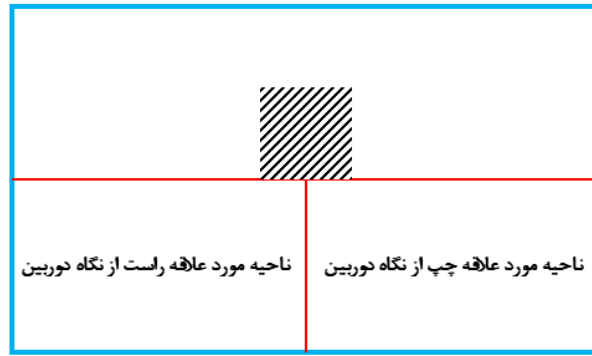 ناحیه مورد علاقه چپ از نگاه دوربین
ناحیه مورد علاقه راست از نگاه دوربین